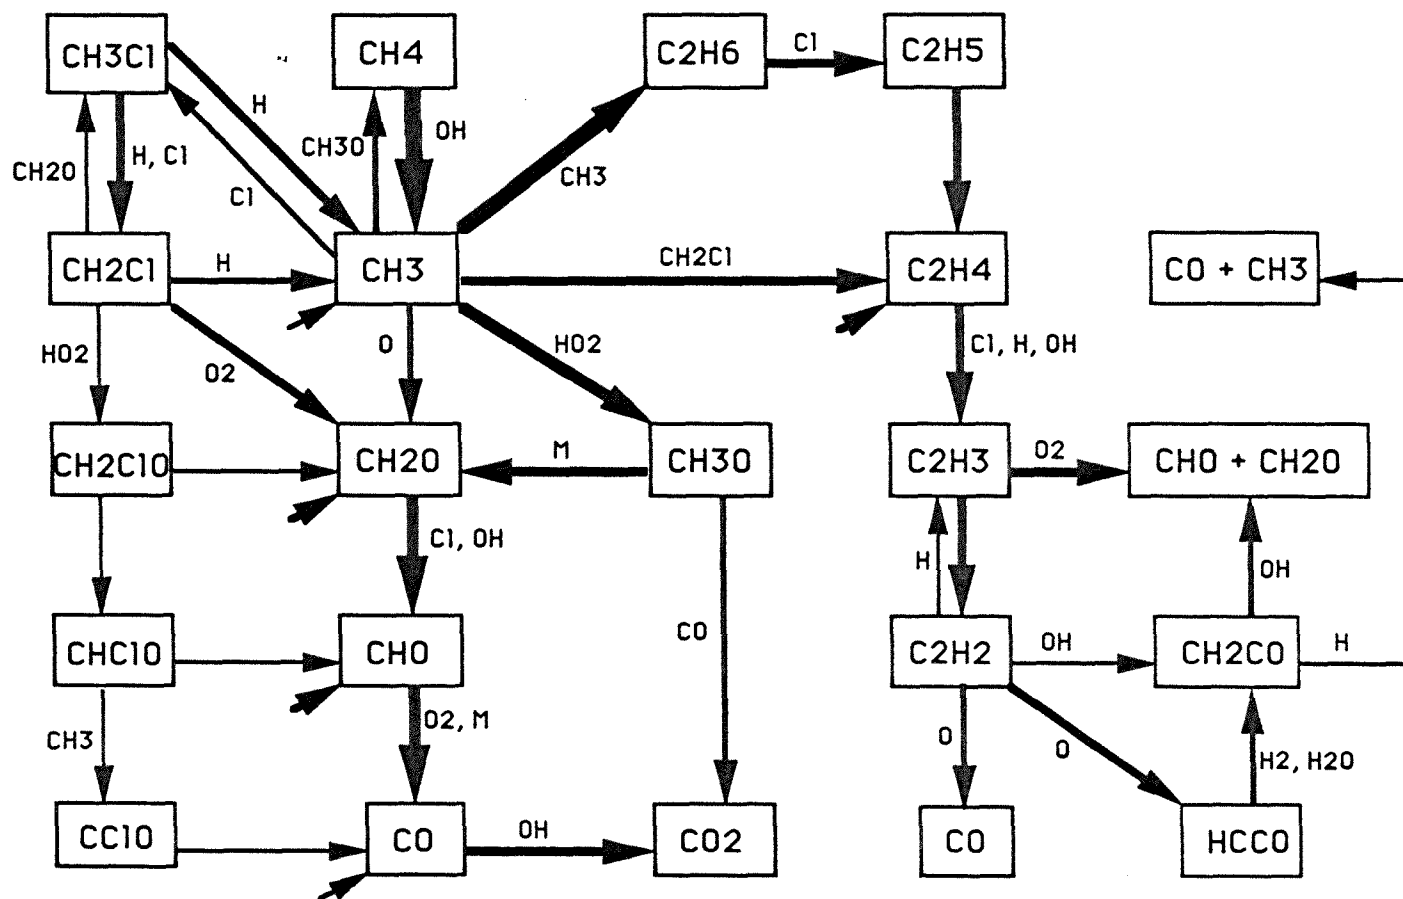 CH3Cl CH4 C2H6 Cl C2H5
H
CH3O OH
CH2O H, Cl Cl CH3
CH2Cl H CH3 CH2Cl C2H4 CO + CH3
HO2 O2 O HO2 Cl, H, OH
CH2ClO CH2O M CH3O C2H3 O2 CHO + CH2O
Cl, OH H OH
CHClO CHO CO C2H2 OH CH2CO H
CH3 O2, M O O H2, H2O
CClO CO OH CO2 CO HCCO